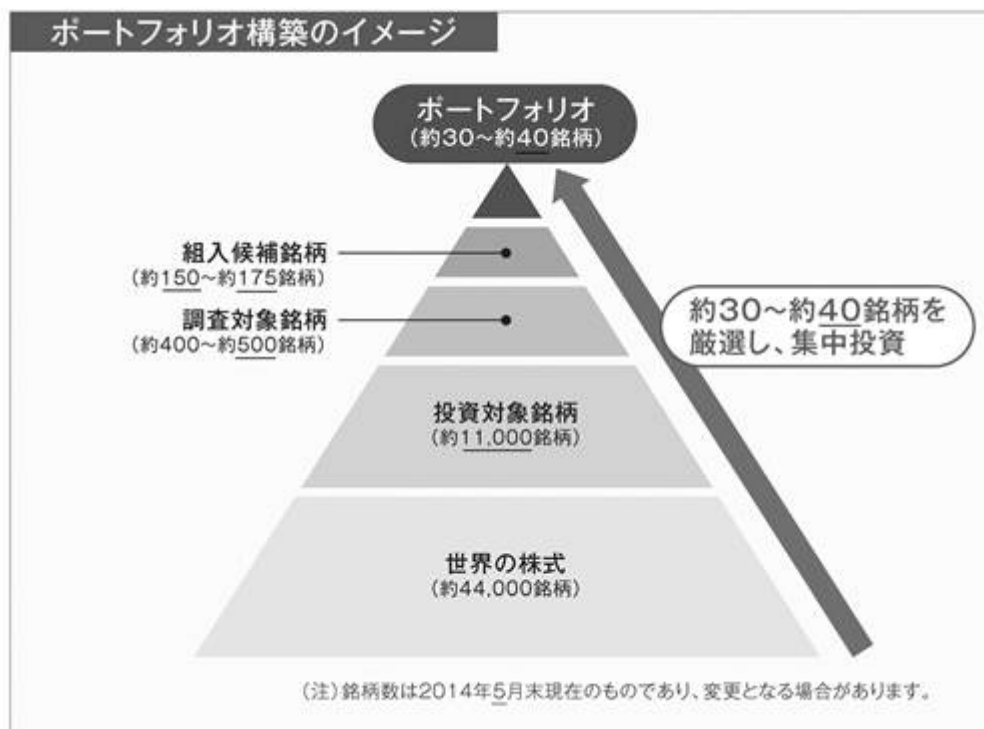 ポートフォリオ構築のイメージ
ポートフォリオ
(約30～約40銘柄)
組入候補銘柄
(約150～約175銘柄)
調査対象銘柄
(約400～約500銘柄)
約30～約40銘柄を
厳選し、集中投資
投資対象銘柄
(約11,000銘柄)
世界の株式
(約44,000銘柄)
(注)銘柄数は2014年5月末現在のものであり、変更となる場合があります。